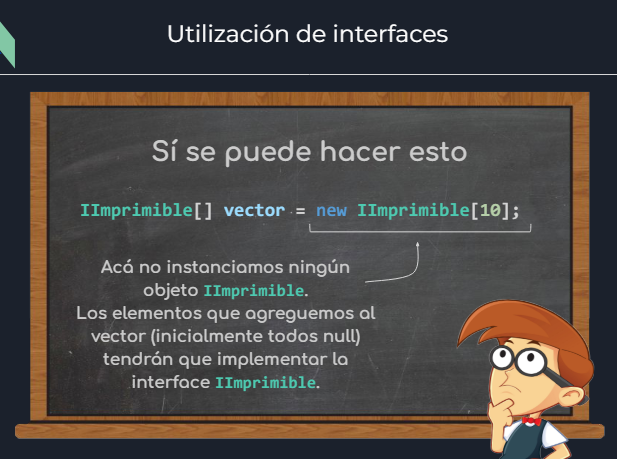 Utilización de interfaces
Sí se puede hacer esto
IImprimible[] vector = new IImprimible[10];
Acá no instanciamos ningún
objeto IImprimible.
Los elementos que agreguemos al
vector (inicialmente todos null)
tendrán que implementar la
interface IImprimible.